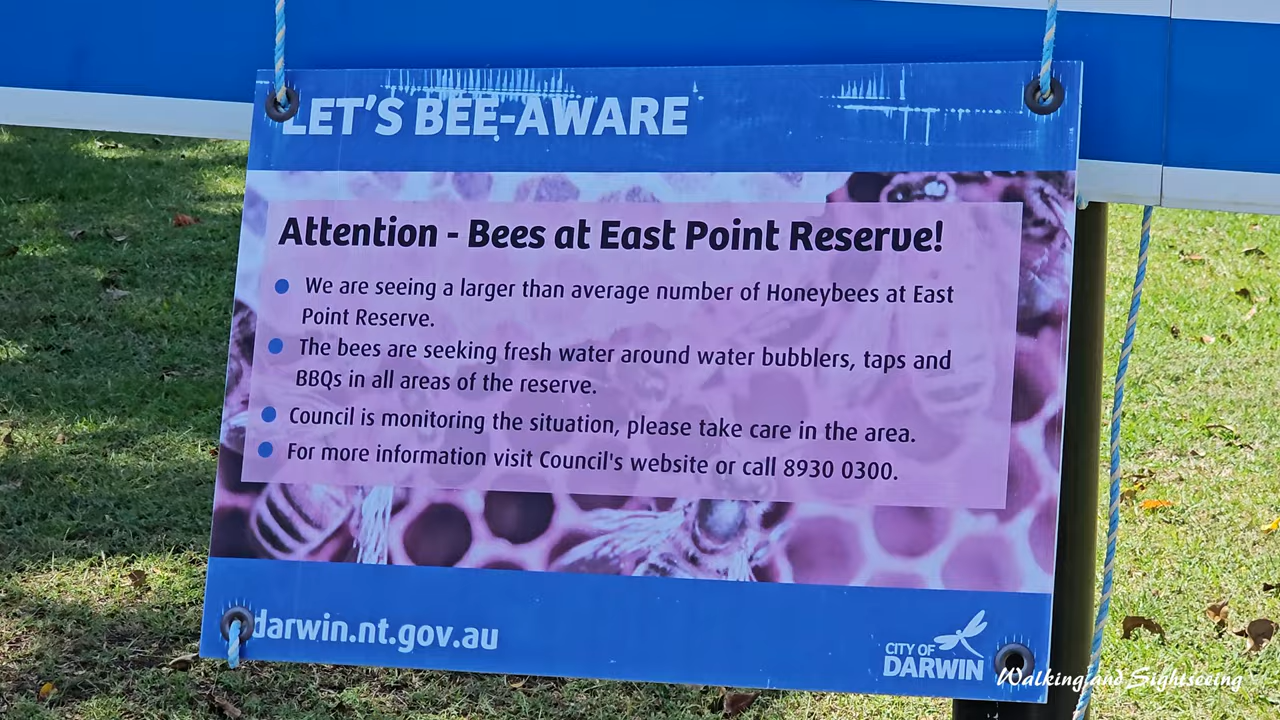 LET'S BEE-AWARE
Attention - Bees at East Point Reserve!
We are seeing a larger than average number of Honeybees at East
Point Reserve.
The bees are seeking fresh water around water bubblers, taps and
BBQs in all areas of the reserve.
Council is monitoring the situation, please take care in the area.
For more information visit Council's website or call 8930 0300.
darwin.nt.gov.au
CITY OF
DARWIN
Walking and Sightseeing